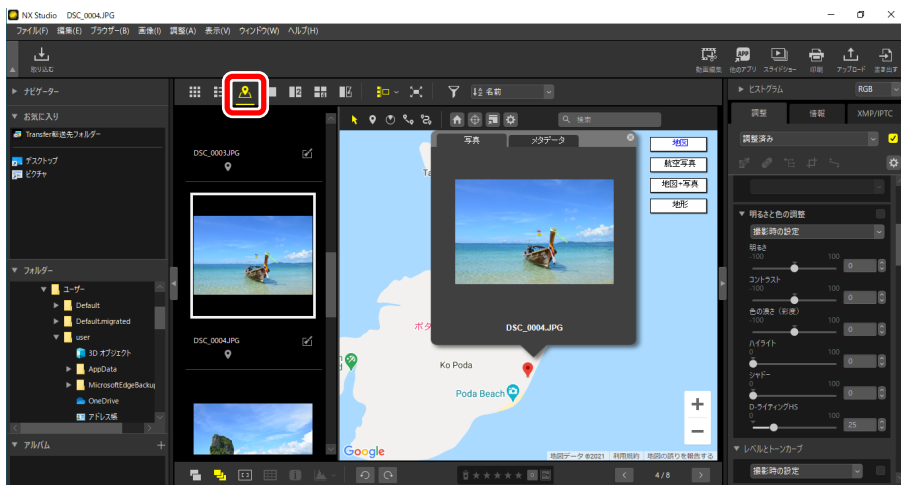 NX Studio DSC_0004.JPG
ファイル(F) 編集(E) ブラウザー(B) 画像(I) 調整(A) 表示(V) ウィンドウ(W) ヘルプ(H)
取り込む
動画編集 他のアプリ スライドショー 印刷 アップロード 書き出す
ナビゲーター
お気に入り
Transfer転送先フォルダー
デスクトップ
ピクチャ
フォルダー
ユーザー
Default
Default.migrated
user
3D オブジェクト
AppData
MicrosoftEdgeBackup
OneDrive
アドレス帳
アルバム
名前
検索
DSC_0003.JPG
DSC_0004.JPG
写真 メタデータ
DSC_0004.JPG
地図
航空写真
地図+写真
地形
Ko Poda
Poda Beach
Google
地図データ ©2021 利用規約 地図の誤りを報告する
4/8
ヒストグラム RGB
調整 情報 XMP/IPTC
調整済み
明るさと色の調整
撮影時の設定
明るさ
-100 100
0
コントラスト
-100 100
0
色の濃さ（彩度）
-100 100
0
ハイライト
0 100
0
シャドー
0 100
0
D-ライティングHS
0 100
25
レベルとトーンカーブ
撮影時の設定